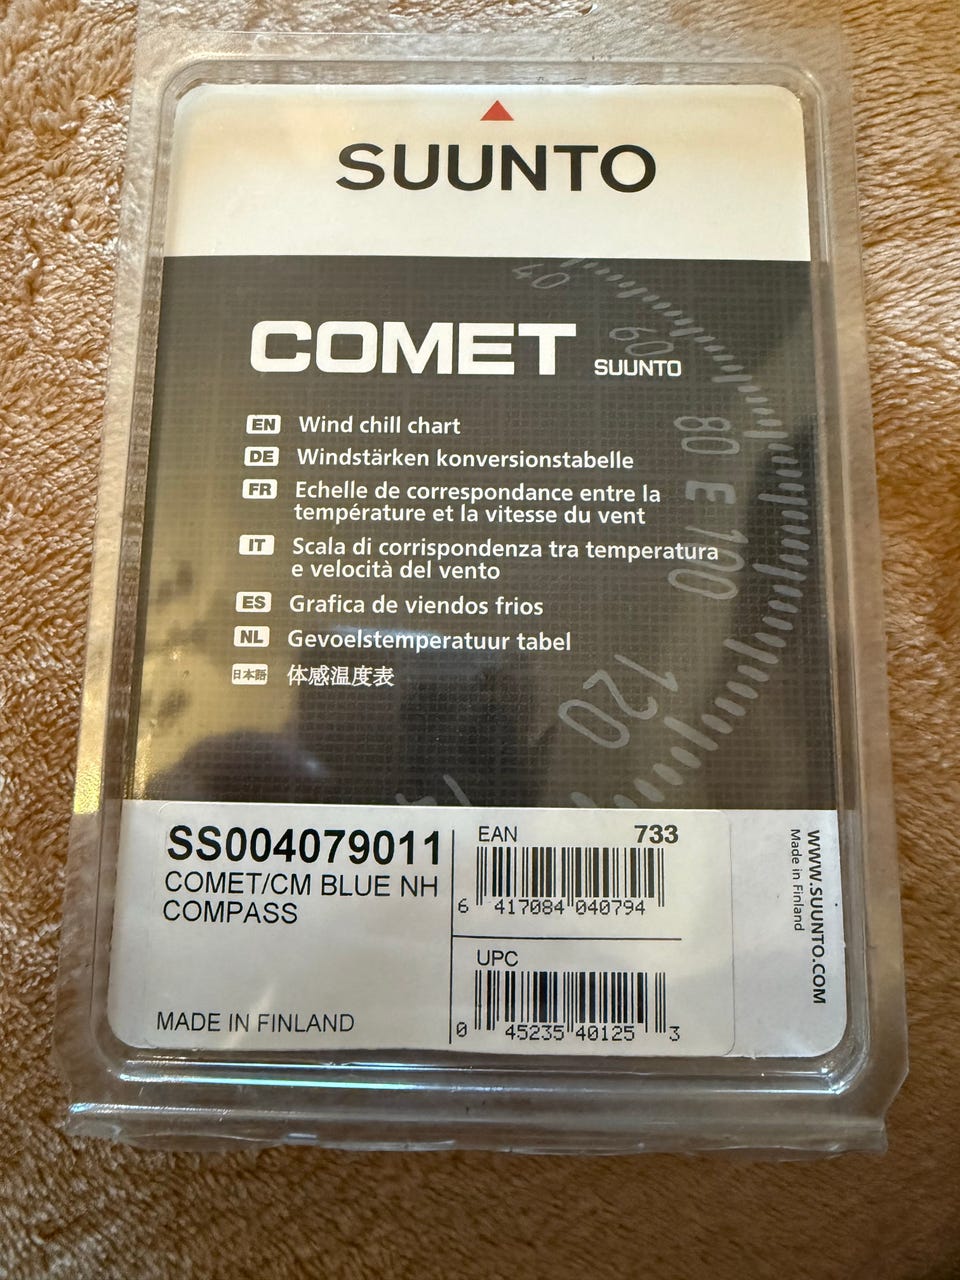 SUUNTO
COMET SUUNTO
EN Wind chill chart
DE Windstärken konversionstabelle
FR Echelle de correspondance entre la
température et la vitesse du vent
IT Scala di corrispondenza tra temperatura
e velocità del vento
ES Grafica de viendos frios
NL Gevoelstemperatuur tabel
日本語 体感温度表
40
60
80
E
100
120
SS004079011
COMET/CM BLUE NH
COMPASS
MADE IN FINLAND
EAN 733
6 417084 040794
UPC
0 45235 40125 3
WWW.SUUNTO.COM
Made in Finland